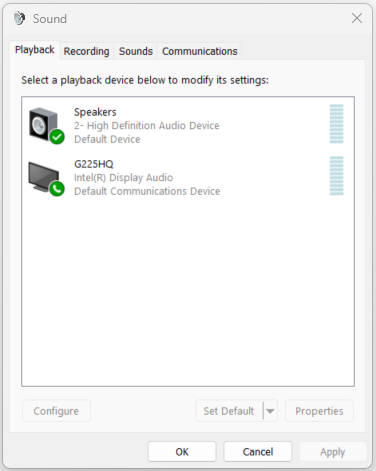 Sound
Playback Recording Sounds Communications
Select a playback device below to modify its settings:
Speakers
2- High Definition Audio Device
Default Device
G225HQ
Intel(R) Display Audio
Default Communications Device
Configure Set Default Properties
OK Cancel Apply